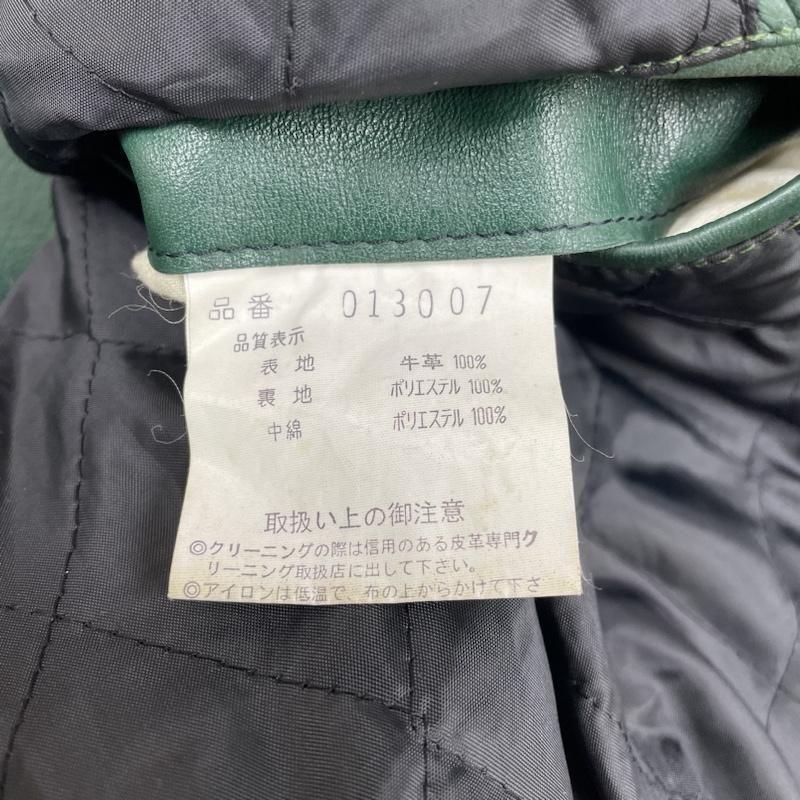 品番 013007
品質表示
表地 牛革 100%
裏地 ポリエステル 100%
中綿 ポリエステル 100%
取扱い上の御注意
◎クリーニングの際は信用のある皮革専門ク
リーニング取扱店に出して下さい。
◎アイロンは低温で、布の上からかけて下さ